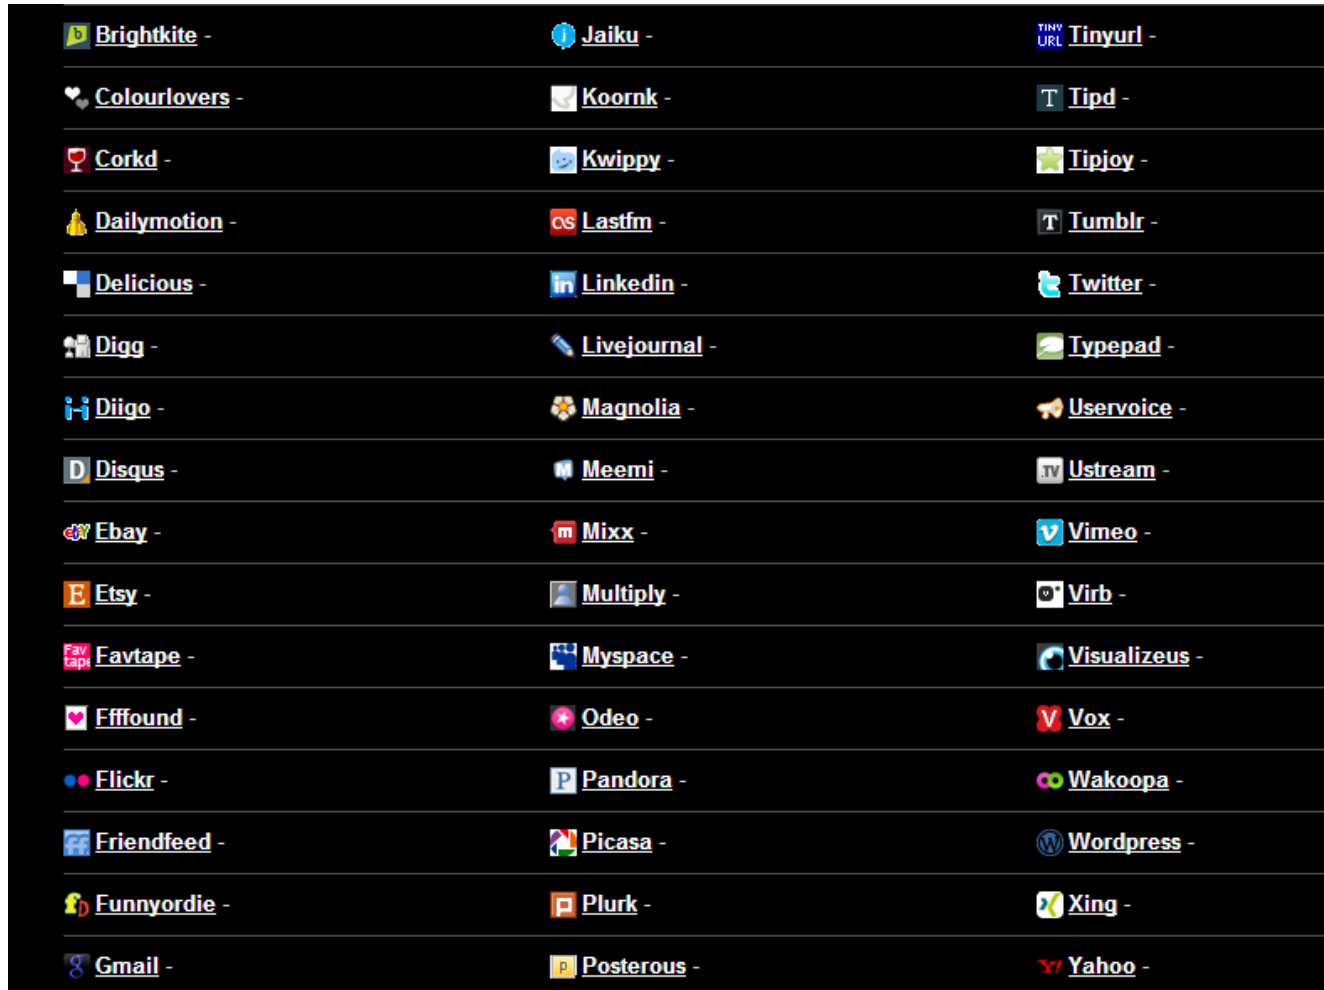 Brightkite - Jaiku - Tinyurl -
Colourlovers - Koornk - Tipd -
Corkd - Kwippy - Tipjoy -
Dailymotion - Lastfm - Tumblr -
Delicious - Linkedin - Twitter -
Digg - Livejournal - Typepad -
Diigo - Magnolia - Uservoice -
Disqus - Meemi - Ustream -
Ebay - Mixx - Vimeo -
Etsy - Multiply - Virb -
Favtape - Myspace - Visualizeus -
Ffffound - Odeo - Vox -
Flickr - Pandora - Wakoopa -
Friendfeed - Picasa - Wordpress -
Funnyordie - Plurk - Xing -
Gmail - Posterous - Yahoo -